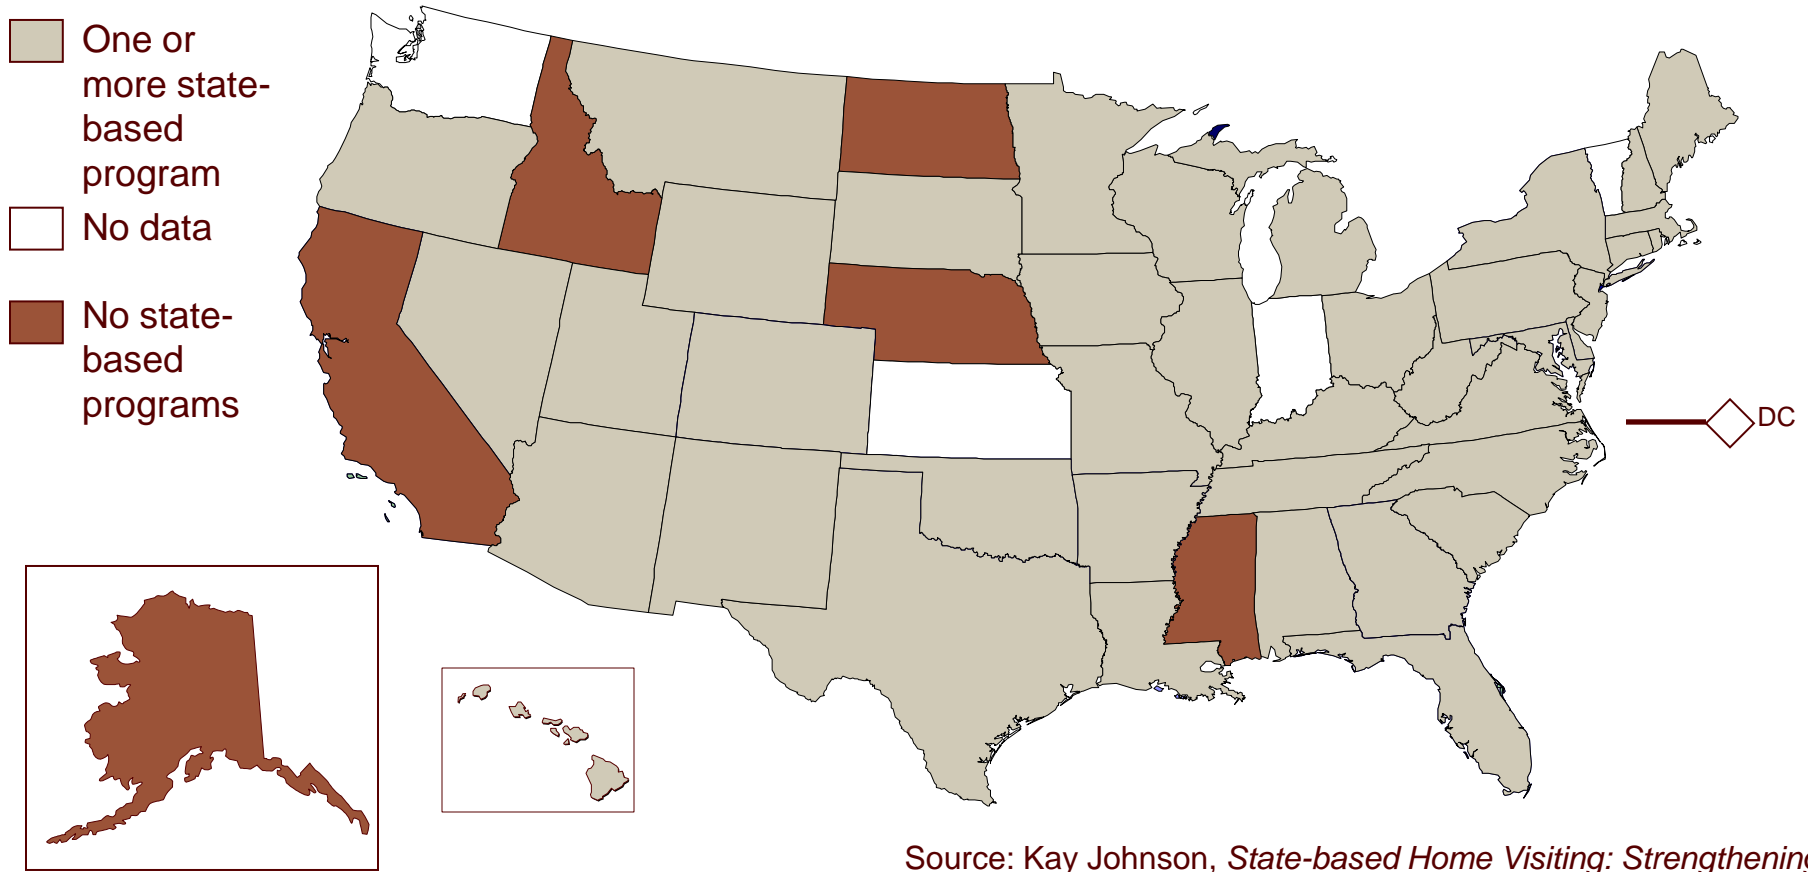 One or
more state-
based
program
No data
No state-
based
programs
DC
Source: Kay Johnson, State-based Home Visiting: Strengthening